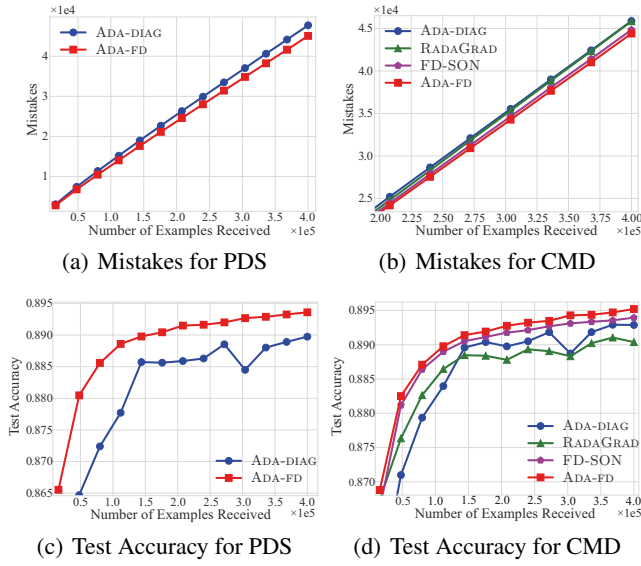 ×1e4
ADA-DIAG
ADA-FD
4
3
2
1
Mistakes
0.5 1.0 1.5 2.0 2.5 3.0 3.5 4.0
Number of Examples Received
×1e5
(a) Mistakes for PDS
×1e4
ADA-DIAG
RADAGRAD
FD-SON
ADA-FD
4.5
4.0
3.5
3.0
2.5
Mistakes
2.00 2.33 2.67 3.00 3.33 3.67 4.00
Number of Examples Received
×1e5
(b) Mistakes for CMD
0.895
0.890
0.885
0.880
0.875
0.870
0.865
Test Accuracy
ADA-DIAG
ADA-FD
0.5 1.0 1.5 2.0 2.5 3.0 3.5 4.0
Number of Examples Received
×1e5
(c) Test Accuracy for PDS
0.895
0.890
0.885
0.880
0.875
0.870
Test Accuracy
ADA-DIAG
RADAGRAD
FD-SON
ADA-FD
0.5 1.0 1.5 2.0 2.5 3.0 3.5 4.0
Number of Examples Received
×1e5
(d) Test Accuracy for CMD